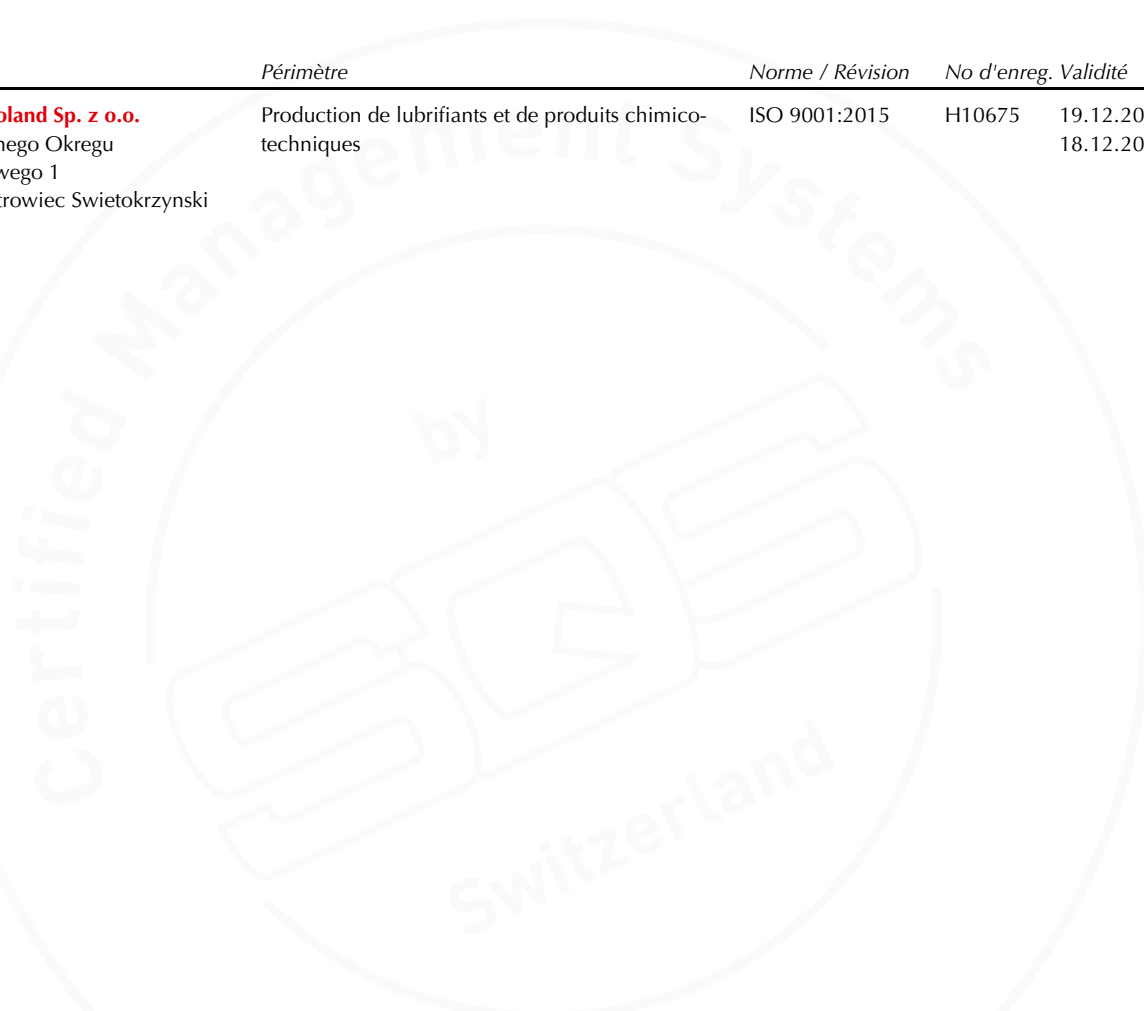 Périmètre Norme / Révision No d'enreg. Validité
oland Sp. z o.o. Production de lubrifiants et de produits chimico- ISO 9001:2015 H10675 19.12.20
nego Okregu techniques 18.12.20
wego 1
trowiec Swietokrzynski
Certified Management Systems
by
SQS
Switzerland